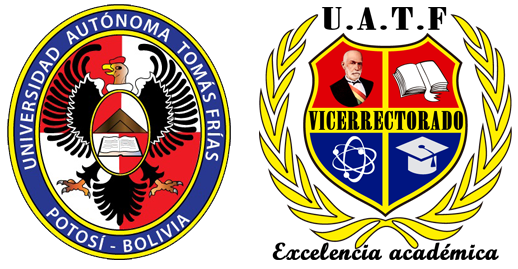 UNIVERSIDAD AUTÓNOMA TOMÁS FRÍAS
POTOSÍ - BOLIVIA
U.A.T.F
VICERRECTORADO
Excelencia académica